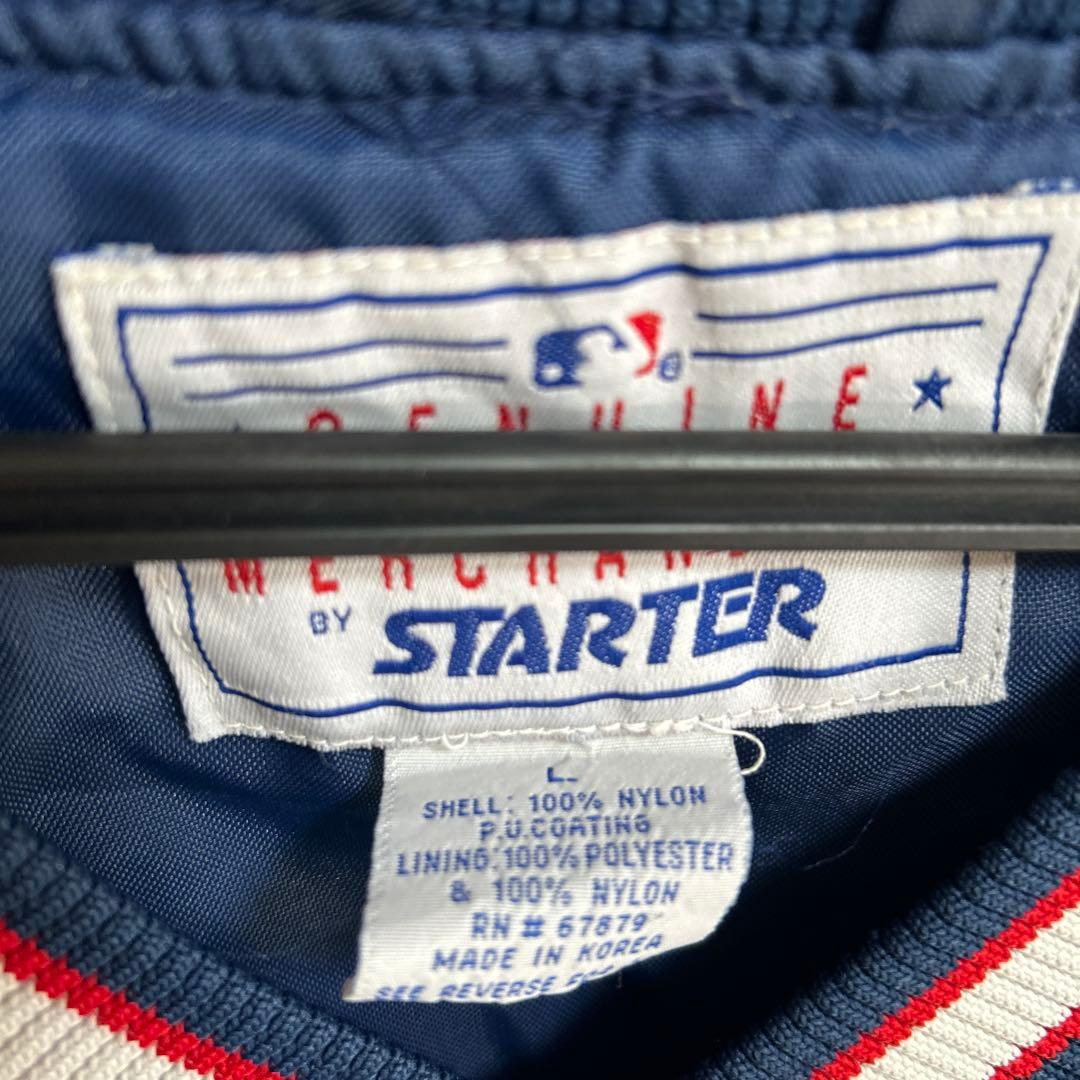 GENUINE
MERCHAN
BY STARTER
L.
SHELL: 100% NYLON
P.U.COATING
LINING:100% POLYESTER
& 100% NYLON
RN # 67879
MADE IN KOREA
SEE REVERSE